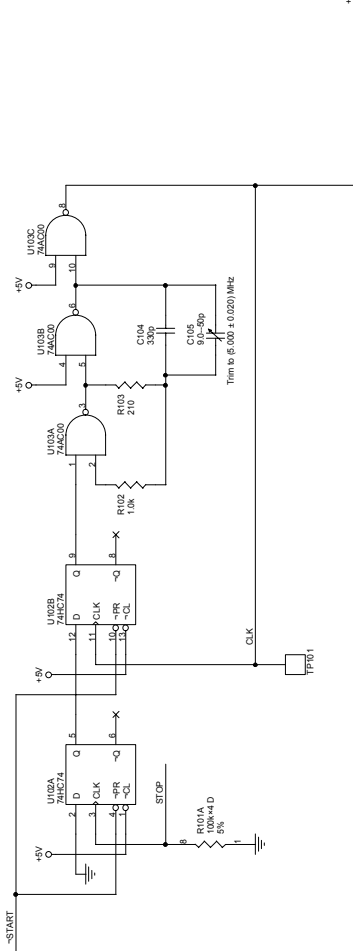 ¬START
+5V
U102A
74HC74
2
D
Q
5
3
CLK
4
¬PR
1
¬CL
¬Q
6
STOP
8
R101A
100k×4 D
5%
1
+5V
U102B
74HC74
12
D
Q
9
11
CLK
10
¬PR
13
¬CL
¬Q
8
CLK
TP101
U103A
74AC00
1
2
3
R102
1.0k
R103
210
+5V
U103B
74AC00
4
5
6
C104
330p
C105
9.0–50p
Trim to (5.000 ± 0.020) MHz
+5V
U103C
74AC00
9
10
8
+